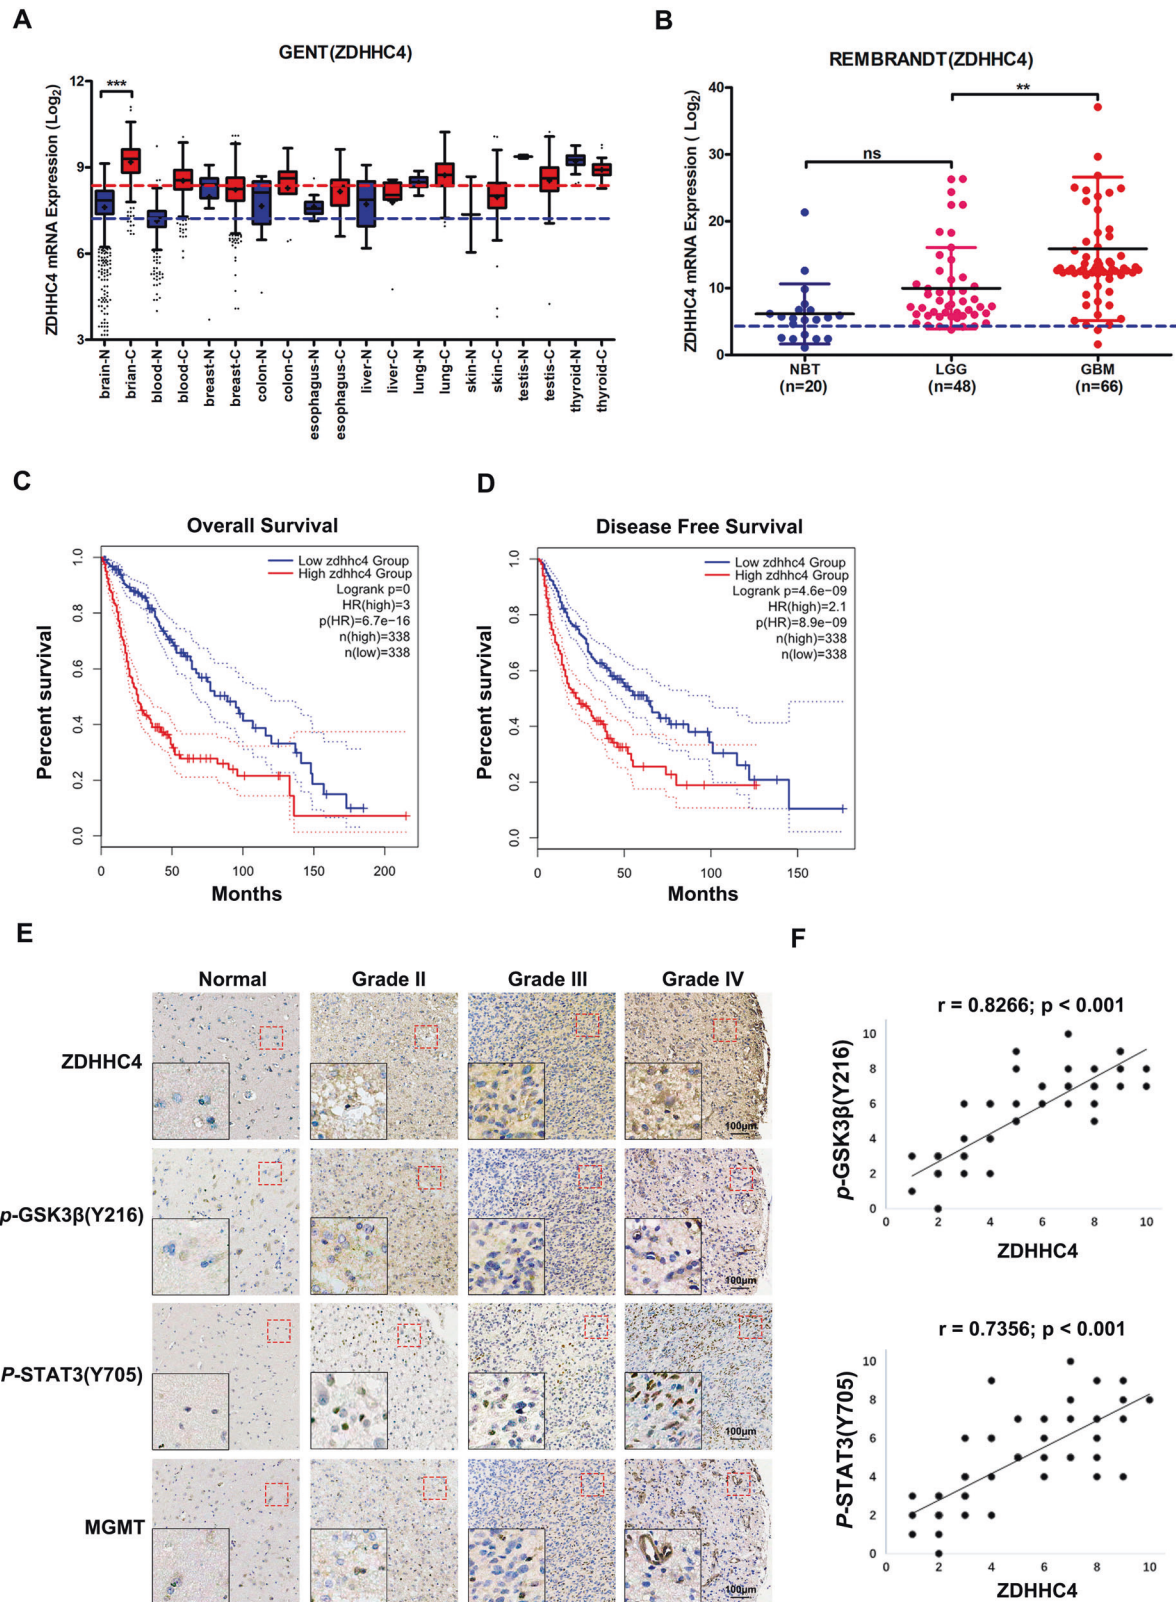 A
GENT(ZDHHC4)
ZDHHC4 mRNA Expression (Log2)
12
9
6
3
***
brain-N
brian-C
blood-N
blood-C
breast-N
breast-C
colon-N
colon-C
esophagus-N
esophagus-C
liver-N
liver-C
lung-N
lung-C
skin-N
skin-C
testis-N
testis-C
thyroid-N
thyroid-C
B
REMBRANDT(ZDHHC4)
ZDHHC4 mRNA Expression ( Log2)
40
30
20
10
0
ns
**
NBT
(n=20)
LGG
(n=48)
GBM
(n=66)
C
Overall Survival
Percent survival
1.0
0.8
0.6
0.4
0.2
0.0
Low zdhhc4 Group
High zdhhc4 Group
Logrank p=0
HR(high)=3
p(HR)=6.7e−16
n(high)=338
n(low)=338
0 50 100 150 200
Months
D
Disease Free Survival
Percent survival
1.0
0.8
0.6
0.4
0.2
0.0
Low zdhhc4 Group
High zdhhc4 Group
Logrank p=4.6e−09
HR(high)=2.1
p(HR)=8.9e−09
n(high)=338
n(low)=338
0 50 100 150
Months
E
Normal Grade II Grade III Grade IV
ZDHHC4
100μm
p-GSK3β(Y216)
100μm
P-STAT3(Y705)
100μm
MGMT
100μm
F
r = 0.8266; p < 0.001
p-GSK3β(Y216)
10
8
6
4
2
0
0 2 4 6 8 10
ZDHHC4
r = 0.7356; p < 0.001
P-STAT3(Y705)
10
8
6
4
2
0
0 2 4 6 8 10
ZDHHC4